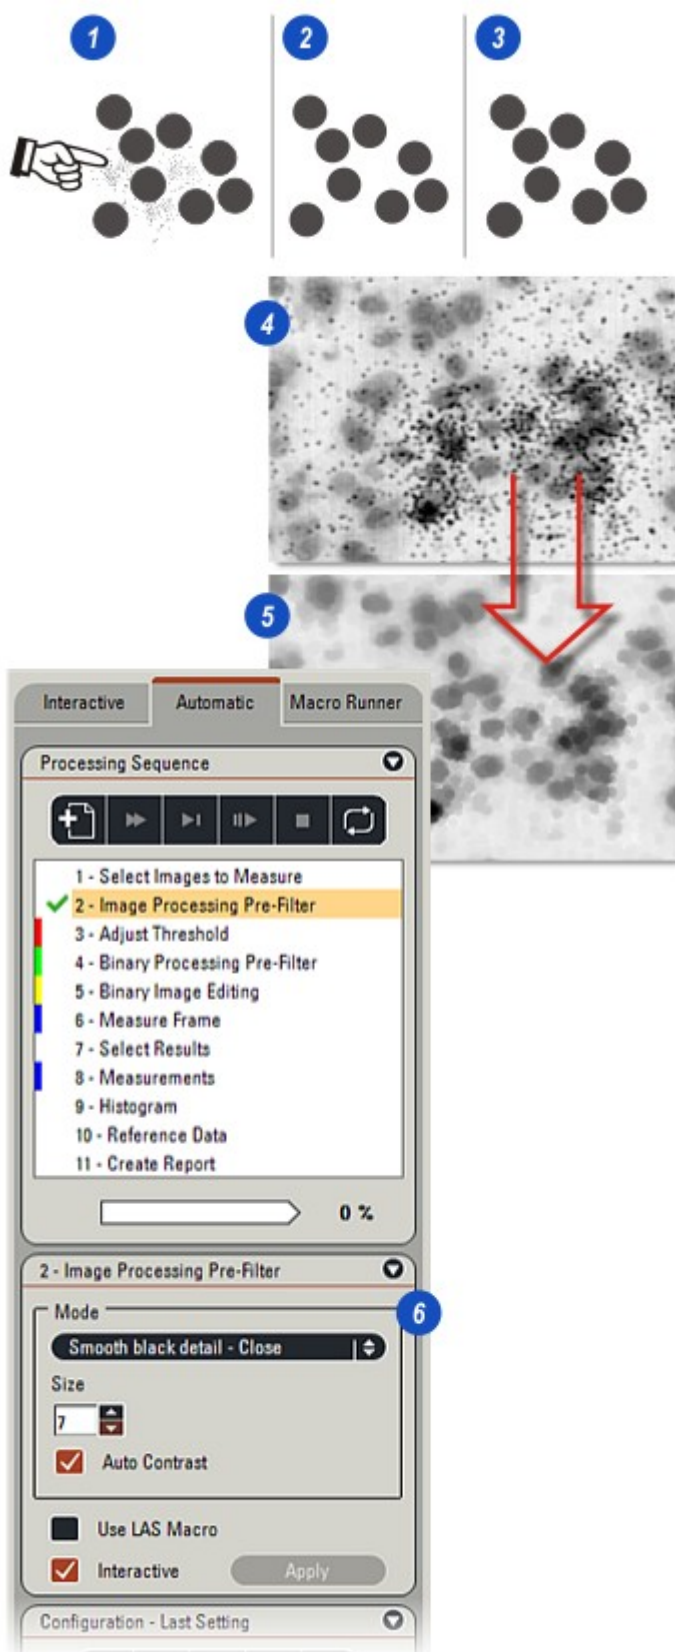 1
2
3
4
5
Interactive
Automatic
Macro Runner
Processing Sequence
1 - Select Images to Measure
2 - Image Processing Pre-Filter
3 - Adjust Threshold
4 - Binary Processing Pre-Filter
5 - Binary Image Editing
6 - Measure Frame
7 - Select Results
8 - Measurements
9 - Histogram
10 - Reference Data
11 - Create Report
0 %
2 - Image Processing Pre-Filter
6
Mode
Smooth black detail - Close
Size
7
Auto Contrast
Use LAS Macro
Interactive
Apply
Configuration - Last Setting